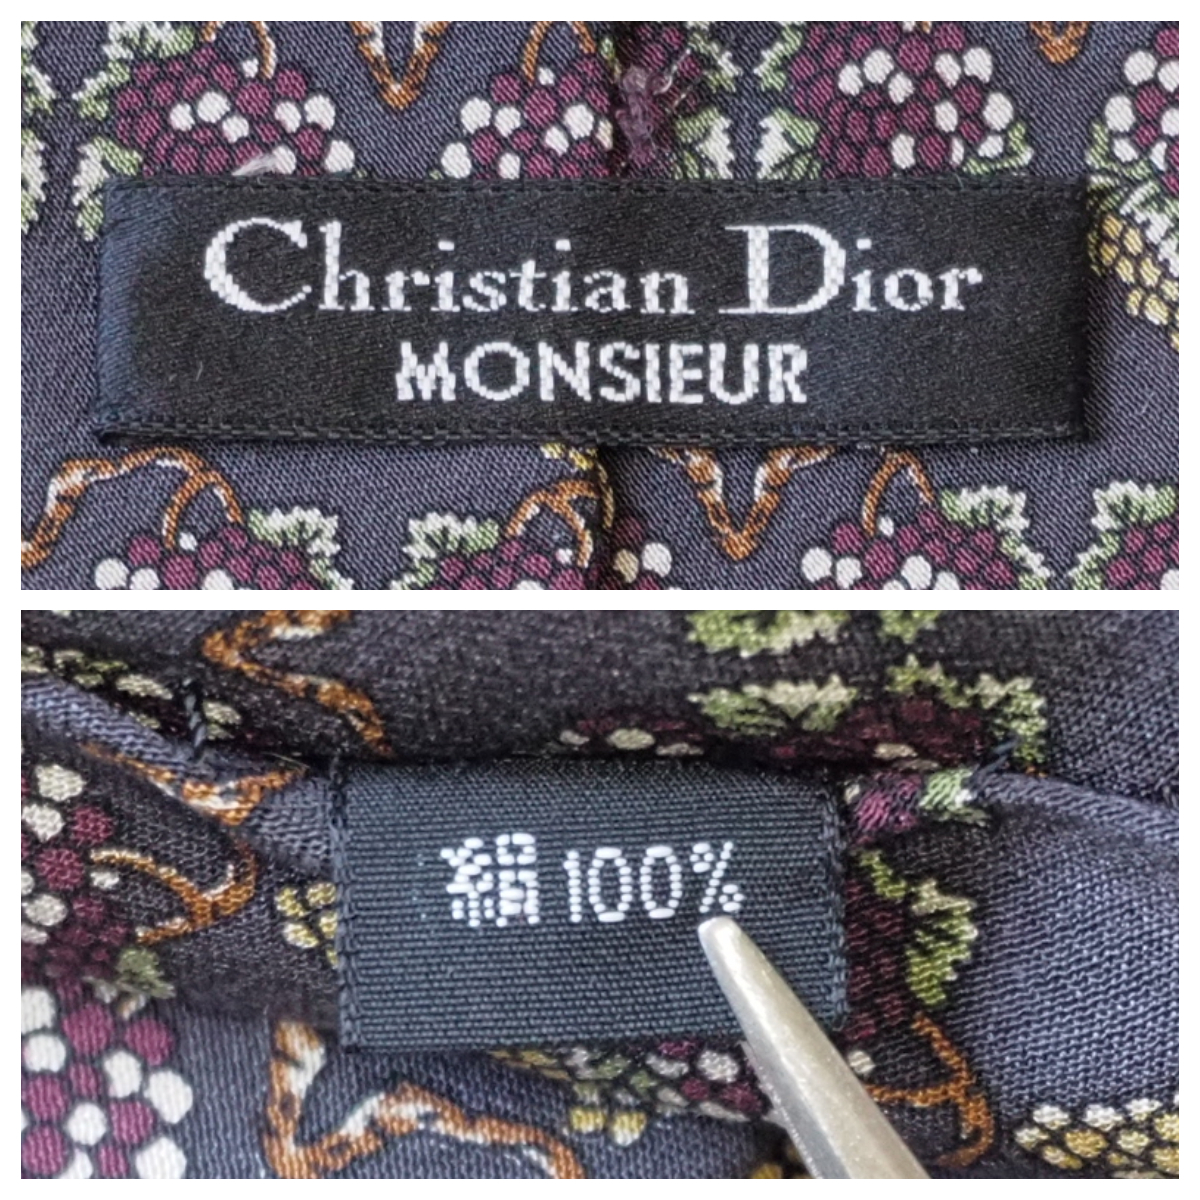 Christian Dior
MONSIEUR
絹100%